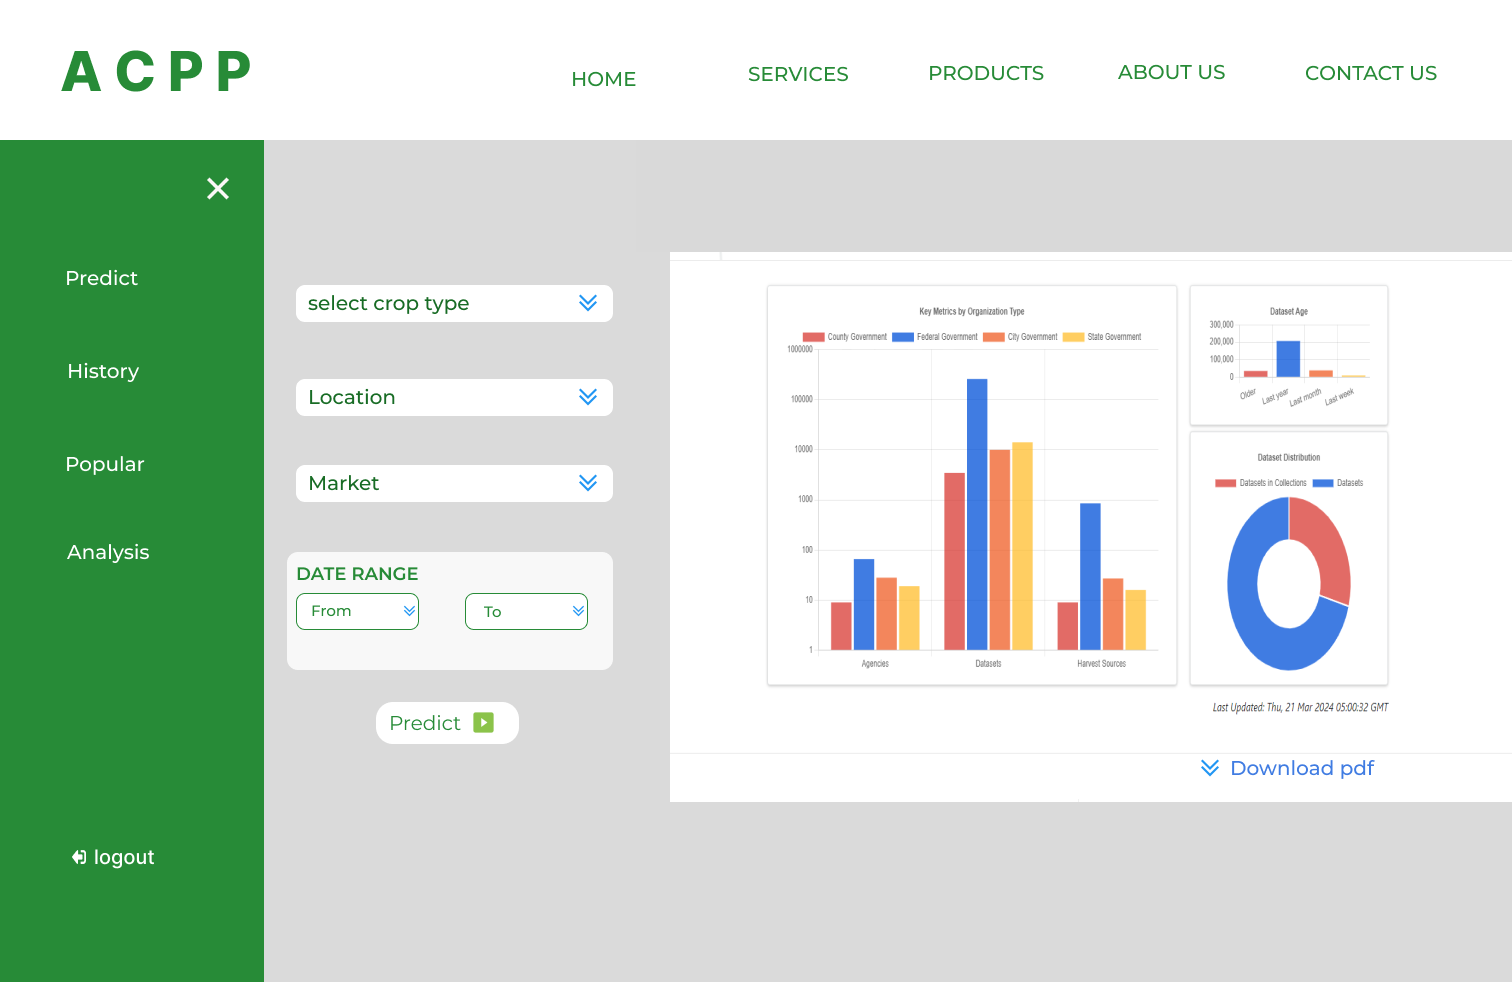 ACPP
HOME
SERVICES
PRODUCTS
ABOUT US
CONTACT US
Predict
History
Popular
Analysis
logout
select crop type
Location
Market
DATE RANGE
From
To
Predict
Key Metrics by Organization Type
County Government Federal Government City Government State Government
1000000
100000
10000
1000
100
10
1
Agencies Datasets Harvest Sources
Dataset Age
300,000
200,000
100,000
0
Older Last year Last month Last week
Dataset Distribution
Datasets in Collections Datasets
Last Updated: Thu, 21 Mar 2024 05:00:32 GMT
Download pdf